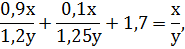 0,9x/1,2y + 0,1x/1,25y + 1,7 = x/y,